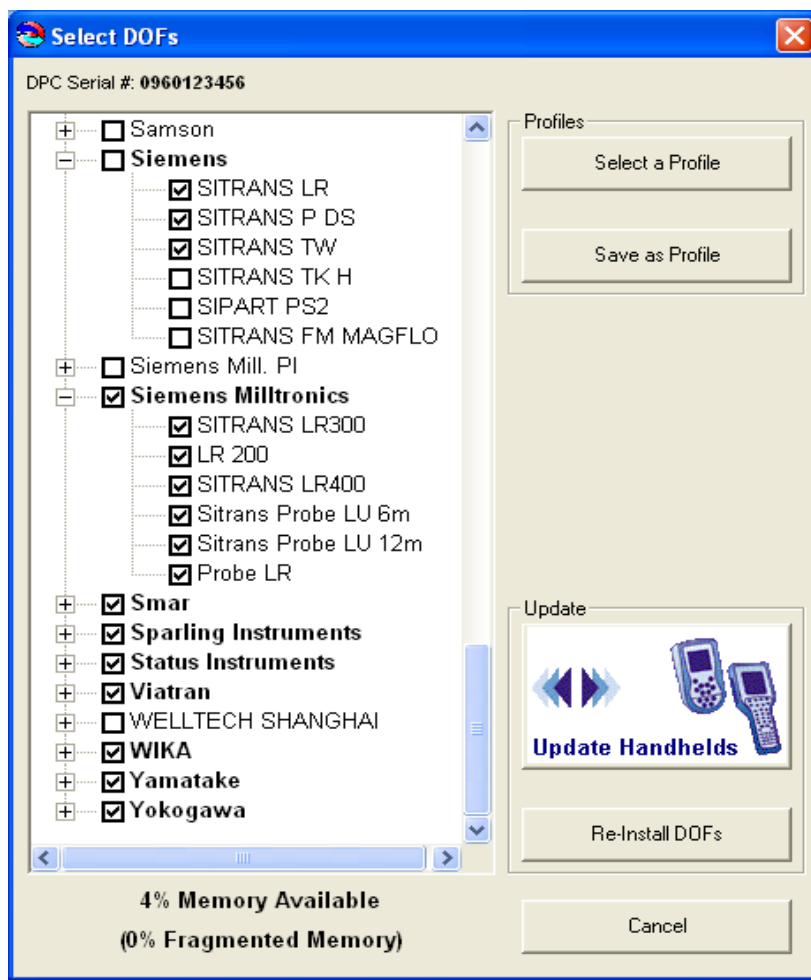 Select DOFs
DPC Serial #: 0960123456
Samson
Siemens
SITRANS LR
SITRANS P DS
SITRANS TW
SITRANS TK H
SIPART PS2
SITRANS FM MAGFLO
Siemens Mill. PI
Siemens Milltronics
SITRANS LR300
LR 200
SITRANS LR400
Sitrans Probe LU 6m
Sitrans Probe LU 12m
Probe LR
Smar
Sparling Instruments
Status Instruments
Viatran
WELLTECH SHANGHAI
WIKA
Yamatake
Yokogawa
4% Memory Available
(0% Fragmented Memory)
Profiles
Select a Profile
Save as Profile
Update
Update Handhelds
Re-Install DOFs
Cancel